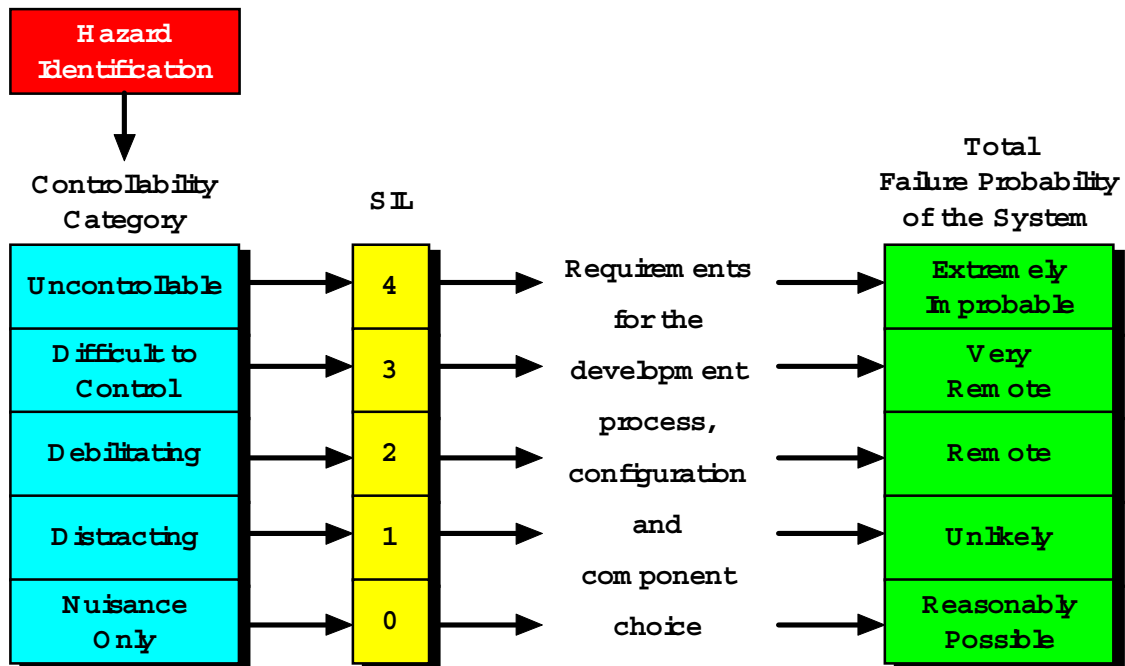 Hazard
Identification
Controllability
Category
SIL
Total
Failure Probability
of the System
Uncontrollable
4
Requirements
for the
development
process,
configuration
and
component
choice
Extremely
Improbable
Difficult to
Control
3
Very
Remote
Debilitating
2
Remote
Distracting
1
Unlikely
Nuisance
Only
0
Reasonably
Possible